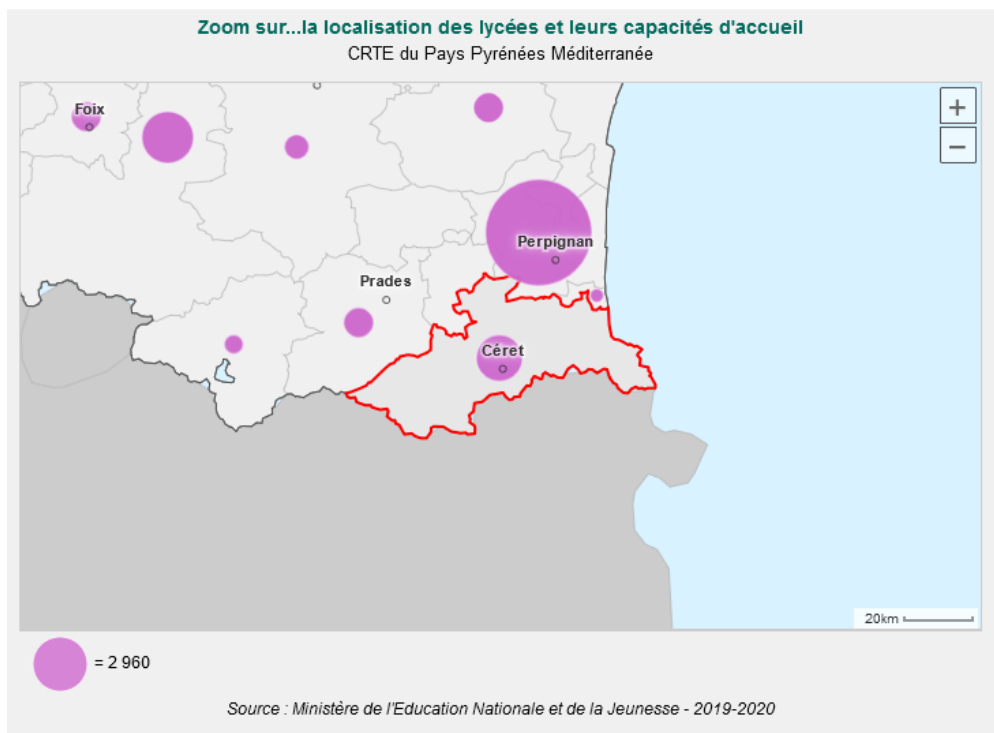 Zoom sur...la localisation des lycées et leurs capacités d'accueil
CRTE du Pays Pyrénées Méditerranée
+
−
Foix
Perpignan
Prades
Céret
20km
= 2 960
Source : Ministère de l'Education Nationale et de la Jeunesse - 2019-2020